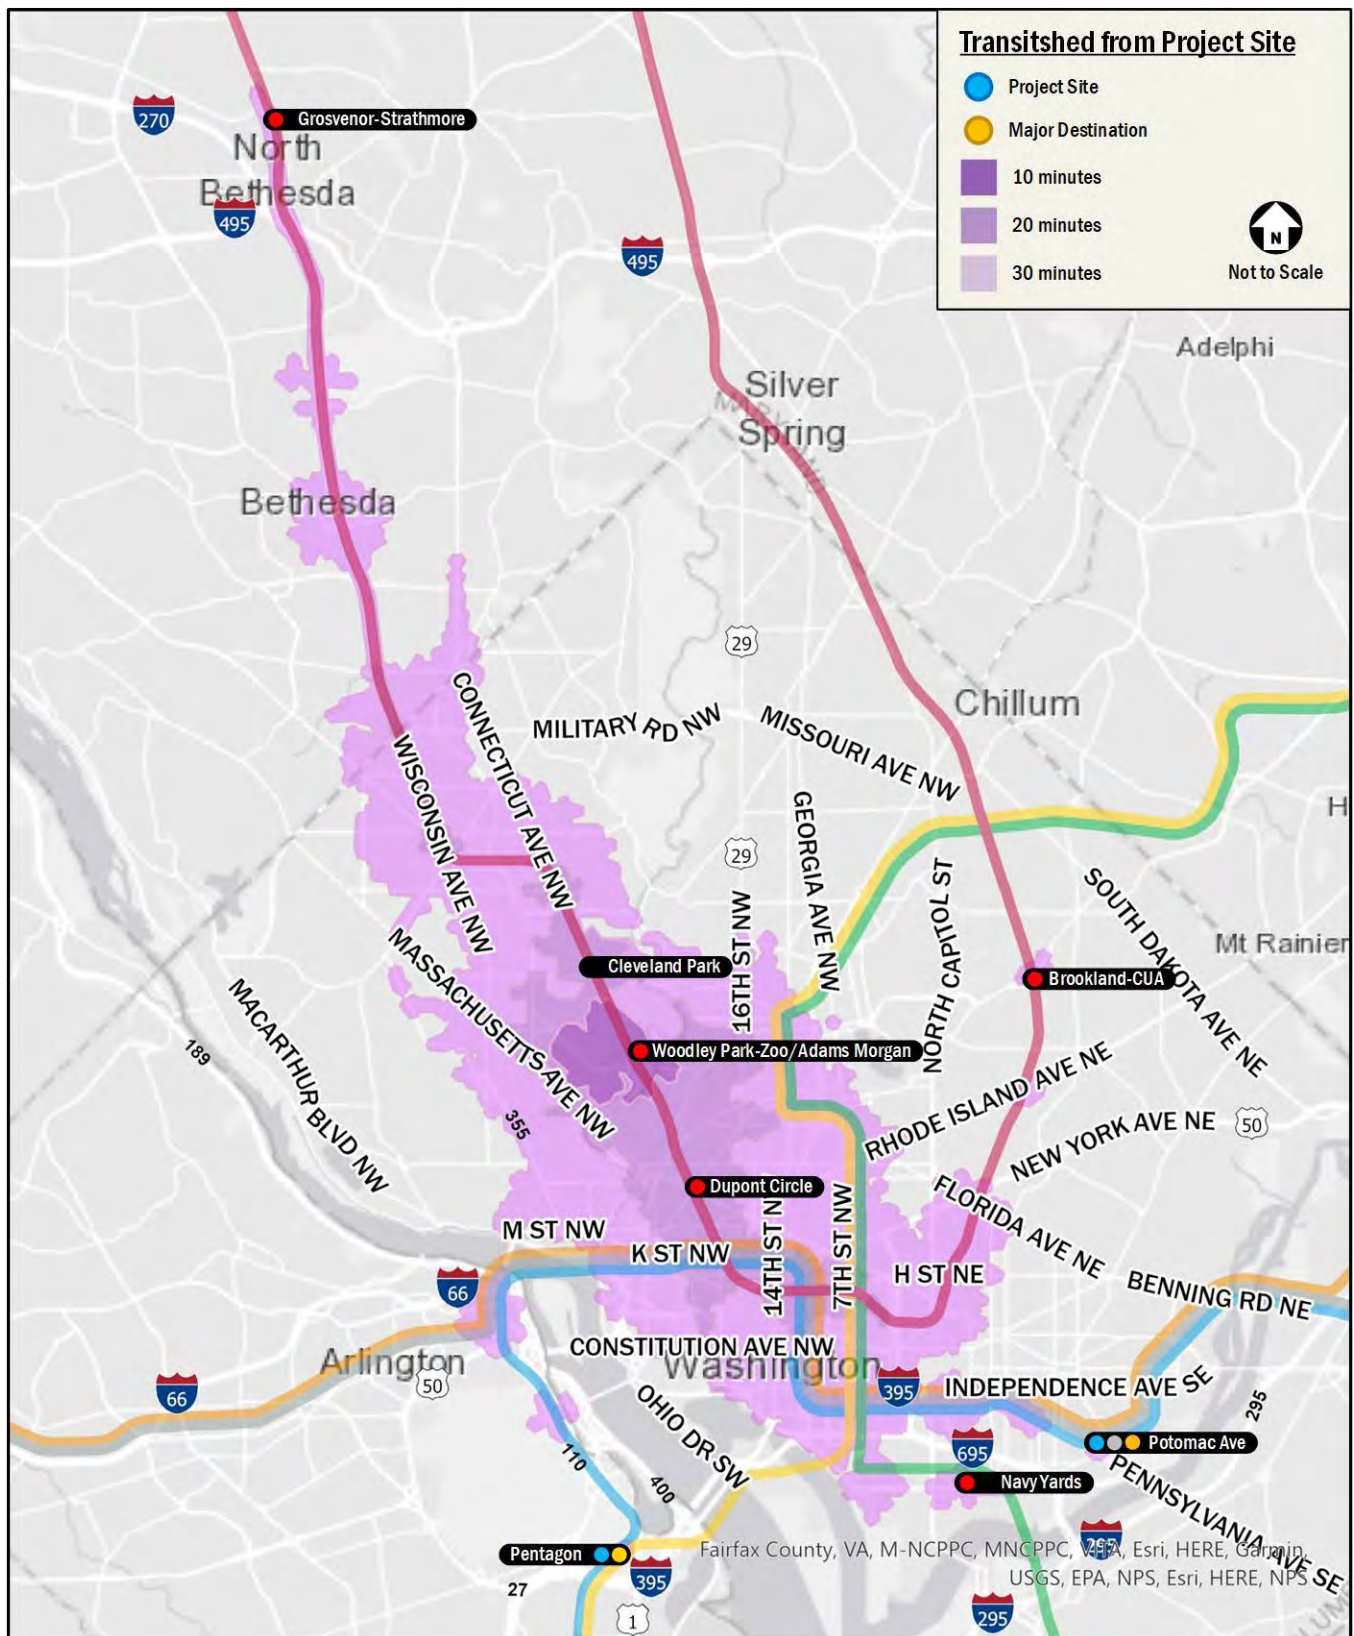 Transitshed from Project Site
Project Site
Major Destination
10 minutes
20 minutes
30 minutes
N
Not to Scale
270
Grosvenor-Strathmore
North
Bethesda
495
495
Adelphi
Silver
Spring
MARYLAND
Bethesda
29
CONNECTICUT AVE NW
MILITARY RD NW
MISSOURI AVE NW
Chillum
WISCONSIN AVE NW
GEORGIA AVE NW
H
29
NORTH CAPITOL ST
SOUTH DAKOTA AVE NE
16TH ST NW
MASSACHUSETTS AVE NW
Cleveland Park
Mt Rainier
Brookland-CUA
MACARTHUR BLVD NW
189
Woodley Park-Zoo/Adams Morgan
RHODE ISLAND AVE NE
355
NEW YORK AVE NE
50
Dupont Circle
FLORIDA AVE NE
14TH ST N
7TH ST NW
M ST NW
K ST NW
H ST NE
BENNING RD NE
66
CONSTITUTION AVE NW
Arlington
50
Washington
66
395
INDEPENDENCE AVE SE
OHIO DR SW
295
110
695
Potomac Ave
400
Navy Yards
PENNSYLVANIA AVE SE
Pentagon
395
27
1
Fairfax County, VA, M-NCPPC, MNCPPC, VITA, Esri, HERE, Garmin,
USGS, EPA, NPS, Esri, HERE, NPS
295